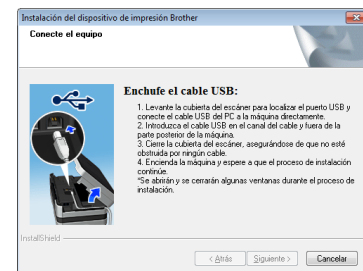 Instalación del dispositivo de impresión Brother
Conecte el equipo
Enchufe el cable USB:
1. Levante la cubierta del escáner para localizar el puerto USB y
conecte el cable USB del PC a la máquina directamente.
2. Introduzca el cable USB en el canal del cable y fuera de la
parte posterior de la máquina.
3. Cierre la cubierta del escáner, asegurándose de que no esté
obstruida por ningún cable.
4. Encienda la máquina y espere a que el proceso de instalación
continúe.
*Se abrirán y se cerrarán algunas ventanas durante el proceso de
instalación.
InstallShield
< Atrás
Siguiente >
Cancelar